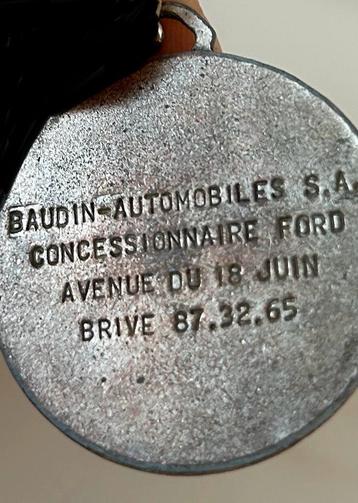 BAUDIN-AUTOMOBILES S.A.
CONCESSIONNAIRE FORD
AVENUE DU 18 JUIN
BRIVE 87.32.65